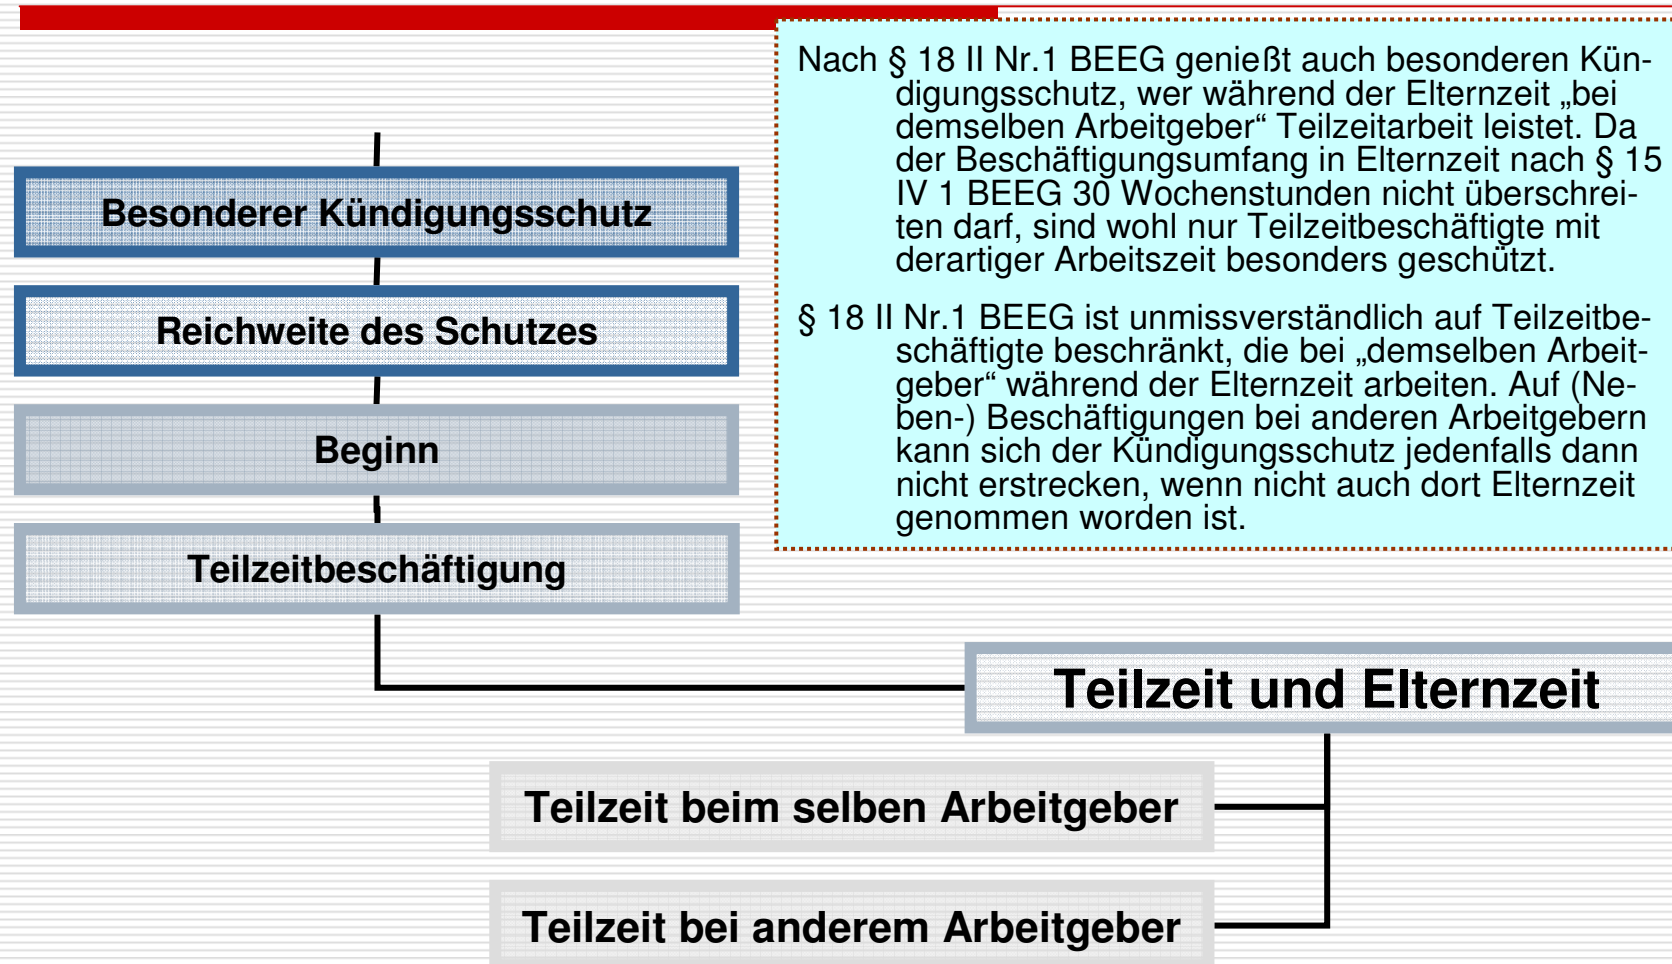 Nach § 18 II Nr.1 BEEG genießt auch besonderen Kün-
digungsschutz, wer während der Elternzeit „bei
demselben Arbeitgeber“ Teilzeitarbeit leistet. Da
der Beschäftigungsumfang in Elternzeit nach § 15
IV 1 BEEG 30 Wochenstunden nicht überschrei-
ten darf, sind wohl nur Teilzeitbeschäftigte mit
derartiger Arbeitszeit besonders geschützt.
§ 18 II Nr.1 BEEG ist unmissverständlich auf Teilzeitbe-
schäftigte beschränkt, die bei „demselben Arbeit-
geber“ während der Elternzeit arbeiten. Auf (Ne-
ben-) Beschäftigungen bei anderen Arbeitgebern
kann sich der Kündigungsschutz jedenfalls dann
nicht erstrecken, wenn nicht auch dort Elternzeit
genommen worden ist.
Besonderer Kündigungsschutz
Reichweite des Schutzes
Beginn
Teilzeitbeschäftigung
Teilzeit und Elternzeit
Teilzeit beim selben Arbeitgeber
Teilzeit bei anderem Arbeitgeber